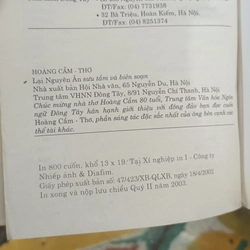 ĐT/Fax: (04) 7731938
• 32 Bà Triệu, Hoàn Kiếm, Hà Nội,
ĐT/Fax: (04) 8251374
HOÀNG CẦM - THƠ
Lại Nguyên Ân sưu tầm và biên soạn
Nhà xuất bản Hội Nhà văn, 65 Nguyễn Du, Hà Nội
Trung tâm VHNN Đông Tây, 8/91 Nguyễn Chí Thanh, Hà Nội
Chúc mừng nhà thơ Hoàng Cầm 80 tuổi, Trung tâm Văn hóa Ngôn
ngữ Đông Tây hân hạnh giới thiệu với đông đảo bạn đọc cuốn
Hoàng Cầm - Thơ, phần sáng tác đặc sắc nhất của ông bên cạnh các
thể tài khác.
In 800 cuốn, khổ 13 x 19. Tại Xí nghiệp in 1 - Công ty
Nhiếp ảnh & Diafim.
Giấy phép xuất bản số: 47/423/XB-QLXB, ngày 18/4/2002.
In xong và nộp lưu chiểu Quý II năm 2003.